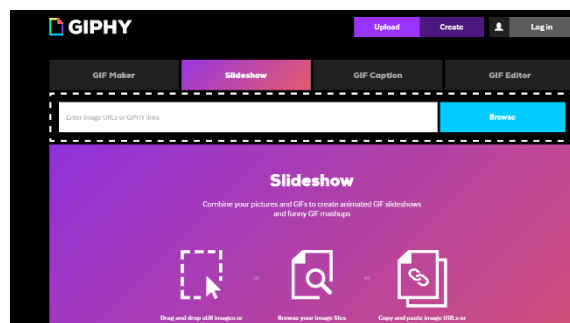 GIPHY
Upload Create Log in
GIF Maker Slideshow GIF Caption GIF Editor
Enter image URLs or GIPHY links Browse
Slideshow
Combine your pictures and GIFs to create animated GIF slideshows
and funny GIF mashups
or or
Drag and drop still images or Browse your image files Copy and paste image URLs or